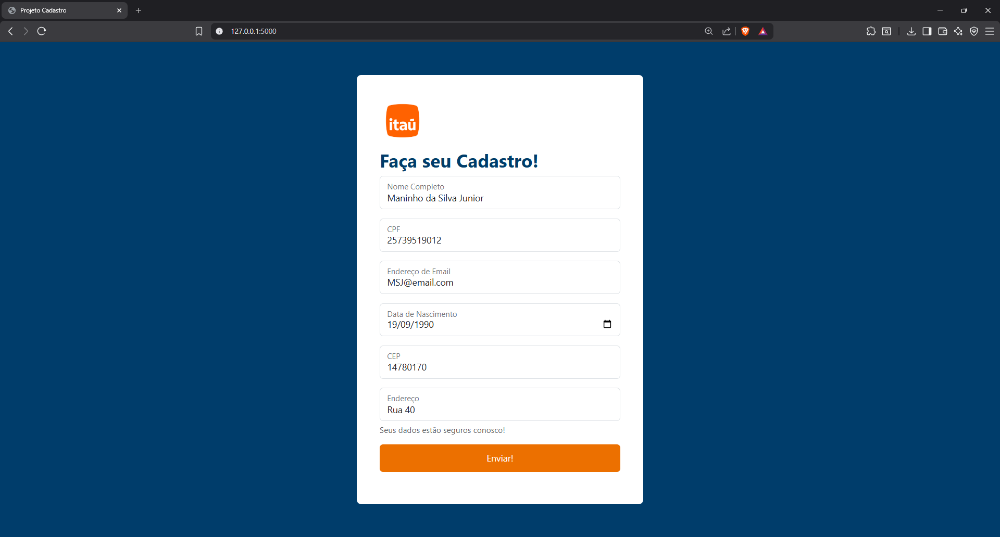 Projeto Cadastro
127.0.0.1:5000
itaú
Faça seu Cadastro!
Nome Completo
Maninho da Silva Junior
CPF
25739519012
Endereço de Email
MSJ@email.com
Data de Nascimento
19/09/1990
CEP
14780170
Endereço
Rua 40
Seus dados estão seguros conosco!
Enviar!